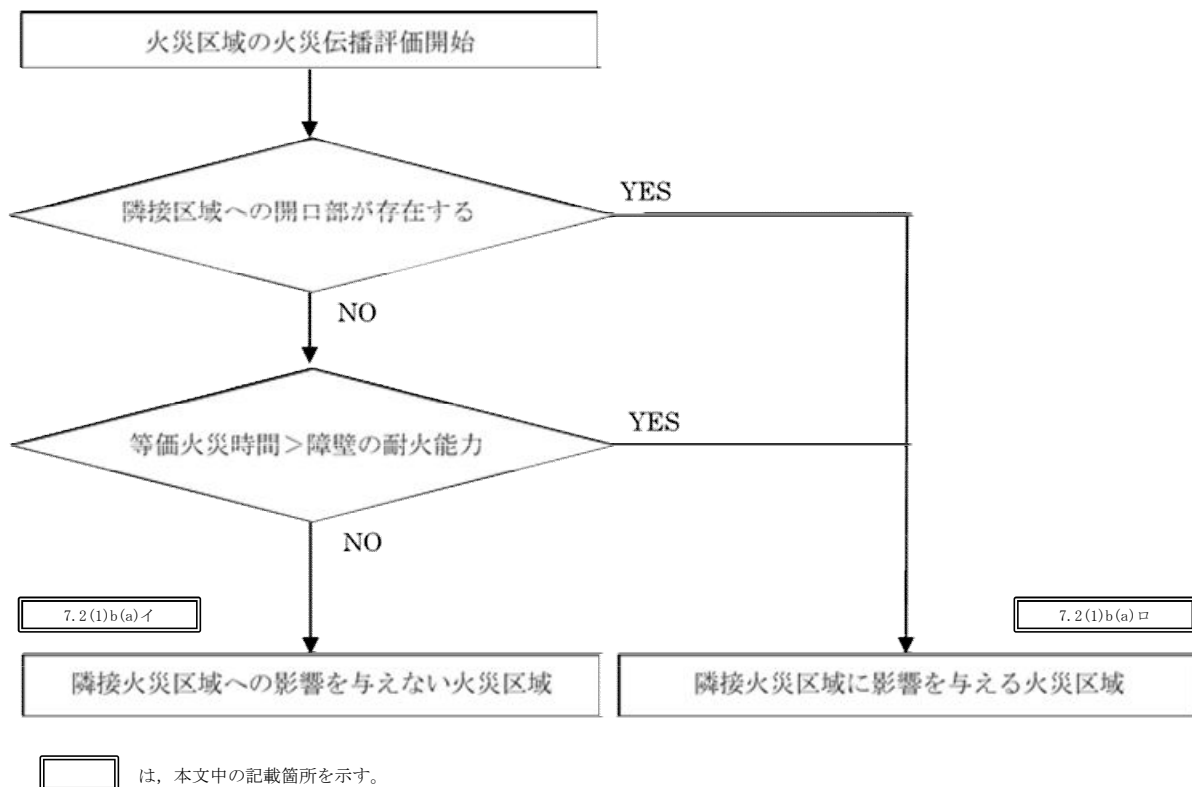 火災区域の火災伝播評価開始
隣接区域への開口部が存在する
YES
NO
等価火災時間＞障壁の耐火能力
YES
NO
7.2(1)b(a)イ
7.2(1)b(a)ロ
隣接火災区域への影響を与えない火災区域
隣接火災区域に影響を与える火災区域
は，本文中の記載箇所を示す。